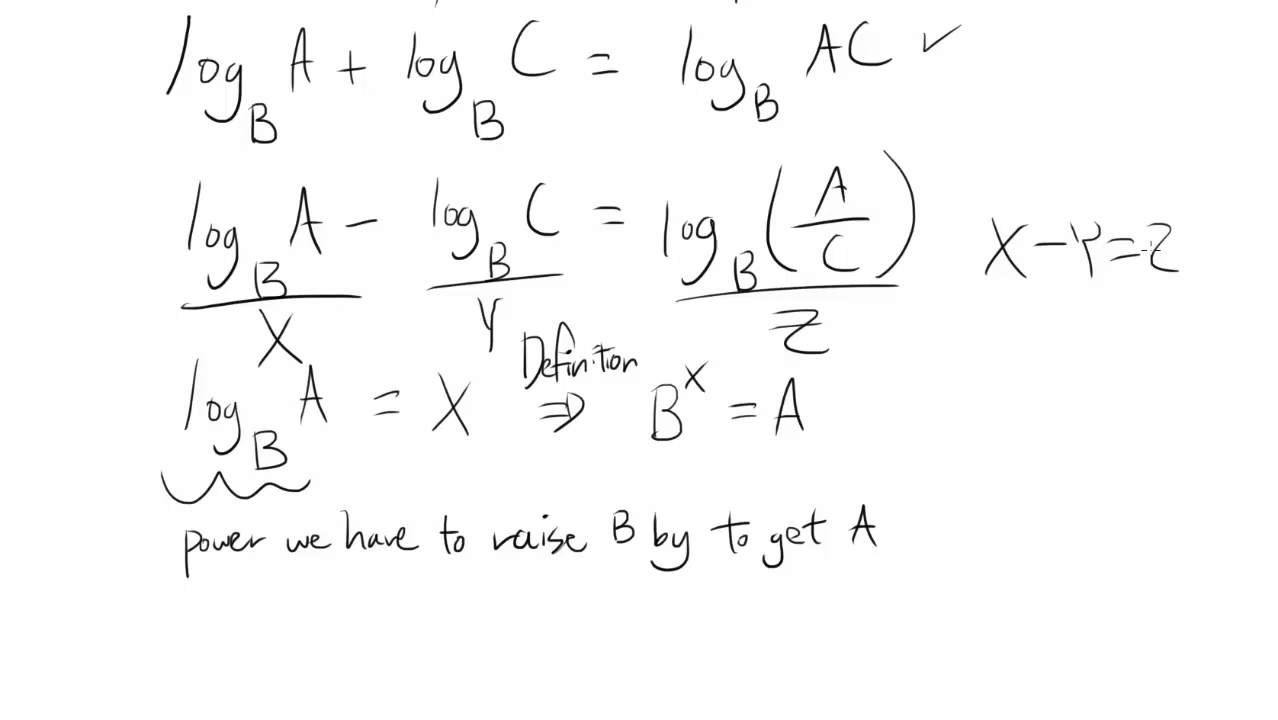 log_B A + log_B C = log_B AC ✓
log_B A - log_B C = log_B (A/C) X - Y = Z
X Y Z
log_B A = X Definition ⇒ B^X = A
power we have to raise B by to get A